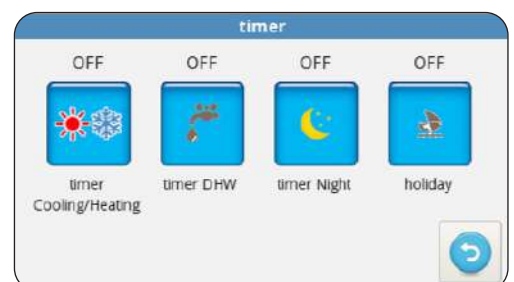 timer
OFF OFF OFF OFF
timer Cooling/Heating
timer DHW
timer Night
holiday